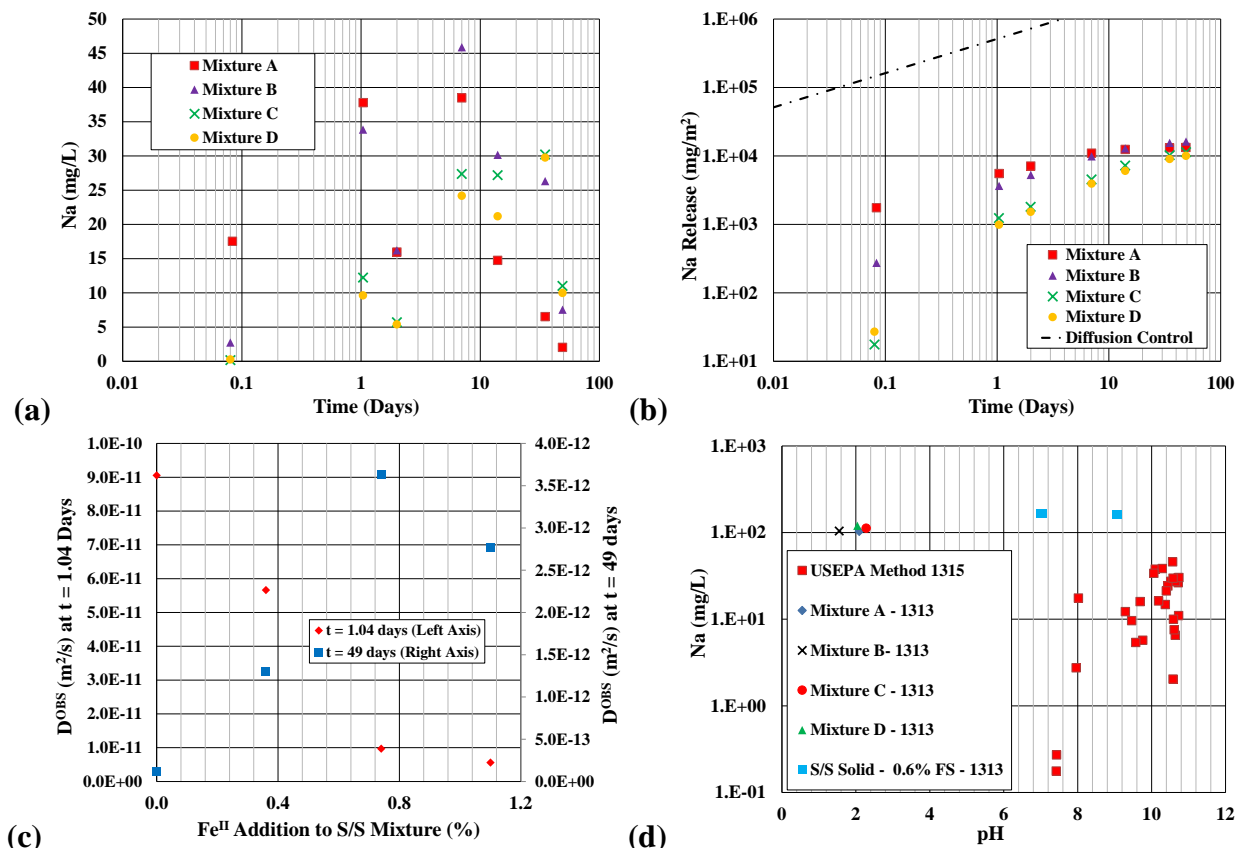 50
45
40
35
30
25
20
15
10
5
0
Na (mg/L)
Mixture A
Mixture B
Mixture C
Mixture D
0.01
0.1
1
10
100
Time (Days)
(a)
1.E+06
1.E+05
1.E+04
1.E+03
1.E+02
1.E+01
Na Release (mg/m²)
Mixture A
Mixture B
Mixture C
Mixture D
Diffusion Control
0.01
0.1
1
10
100
Time (Days)
(b)
1.0E-10
9.0E-11
8.0E-11
7.0E-11
6.0E-11
5.0E-11
4.0E-11
3.0E-11
2.0E-11
1.0E-11
0.0E+00
D^OBS (m²/s) at t = 1.04 Days
t = 1.04 days (Left Axis)
t = 49 days (Right Axis)
4.0E-12
3.5E-12
3.0E-12
2.5E-12
2.0E-12
1.5E-12
1.0E-12
5.0E-13
0.0E+00
D^OBS (m²/s) at t = 49 days
0.0
0.4
0.8
1.2
Fe^II Addition to S/S Mixture (%)
(c)
1.E+03
1.E+02
1.E+01
1.E+00
1.E-01
Na (mg/L)
USEPA Method 1315
Mixture A - 1313
Mixture B- 1313
Mixture C - 1313
Mixture D - 1313
S/S Solid - 0.6% FS - 1313
0
2
4
6
8
10
12
pH
(d)